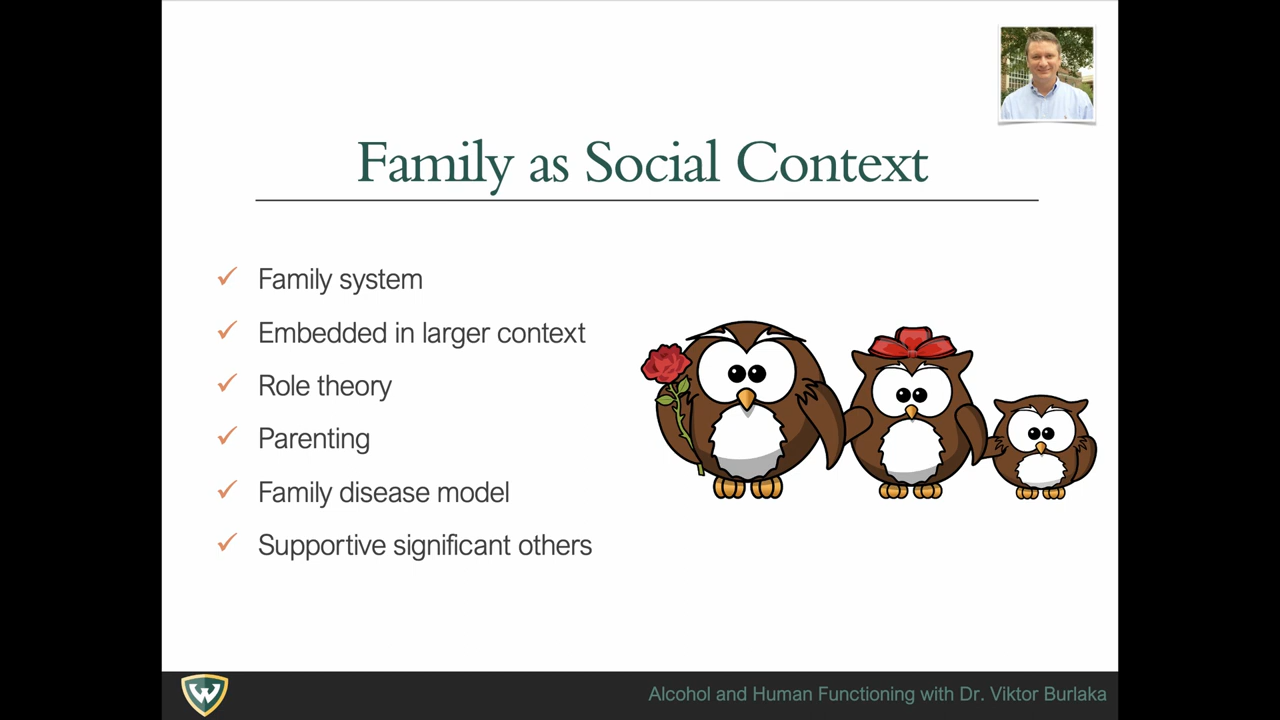 Family as Social Context
Family system
Embedded in larger context
Role theory
Parenting
Family disease model
Supportive significant others
W
Alcohol and Human Functioning with Dr. Viktor Burlaka